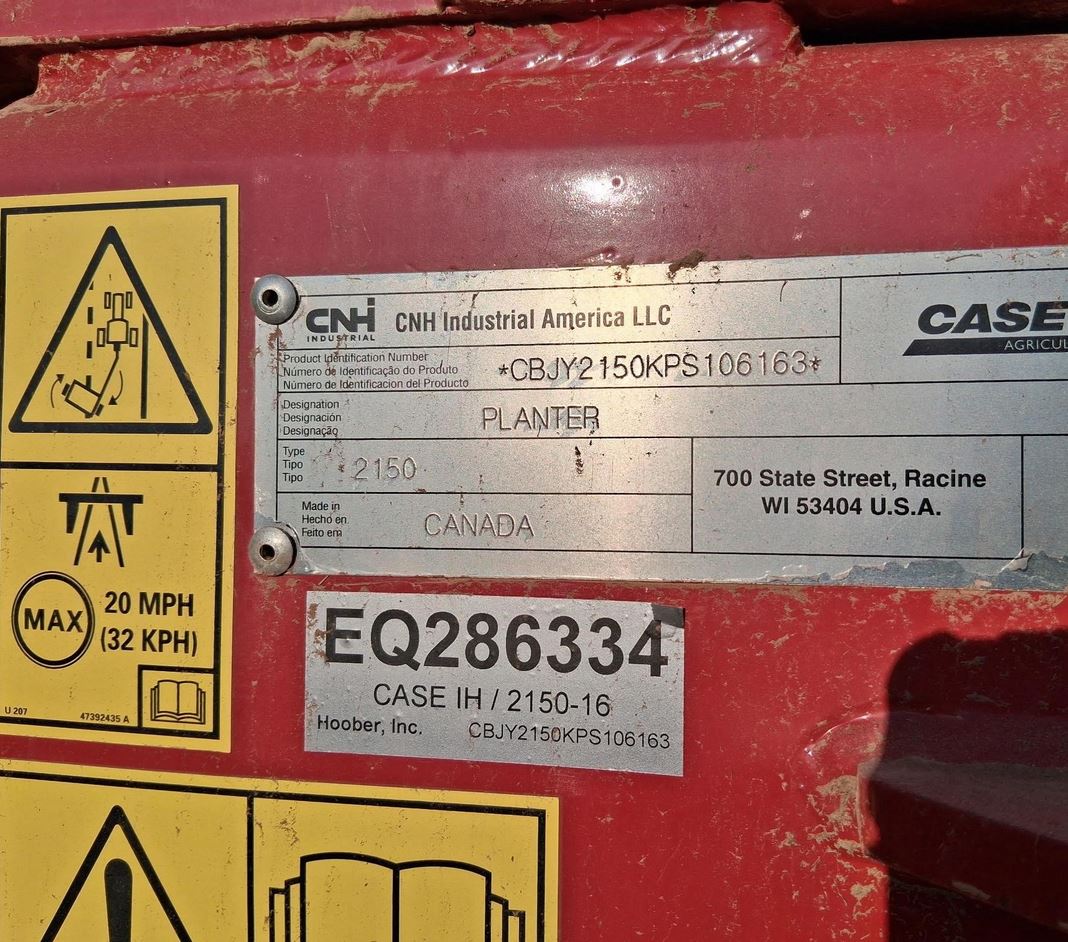 CNH
INDUSTRIAL
CNH Industrial America LLC
CASE
AGRICUL
Product Identification Number
Número de Identificação do Produto
Número de Identificacion del Producto
*CBJY2150KPS106163*
Designation
Designación
Designação
PLANTER
Type
Tipo
Tipo
2150
700 State Street, Racine
WI 53404 U.S.A.
Made in
Hecho en
Feito em
CANADA
MAX
20 MPH
(32 KPH)
U 207
47392435 A
EQ286334
CASE IH / 2150-16
Hoober, Inc.
CBJY2150KPS106163